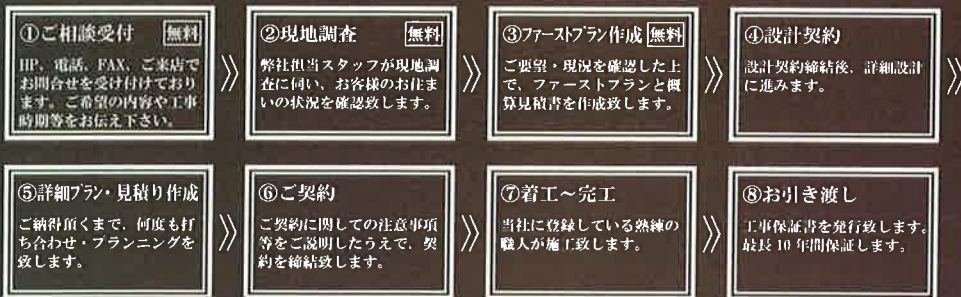 ①ご相談受付 無料
HP、電話、FAX、ご来店で
お問合せを受け付けており
ます。ご希望の内容や工事
時期等をお伝え下さい。
②現地調査 無料
弊社担当スタッフが現地調
査に伺い、お客様のお住ま
いの状況を確認致します。
③ファーストプラン作成 無料
ご要望・現況を確認した上
で、ファーストプランと概
算見積書を作成致します。
④設計契約
設計契約締結後、詳細設計
に進みます。
⑤詳細プラン・見積り作成
ご納得頂くまで、何度も打
ち合わせ・プランニングを
致します。
⑥ご契約
ご契約に関しての注意事項
等をご説明したうえで、契
約を締結致します。
⑦着工～完工
当社に登録している熟練の
職人が施工致します。
⑧お引き渡し
工事保証書を発行致します。
最長10年間保証します。